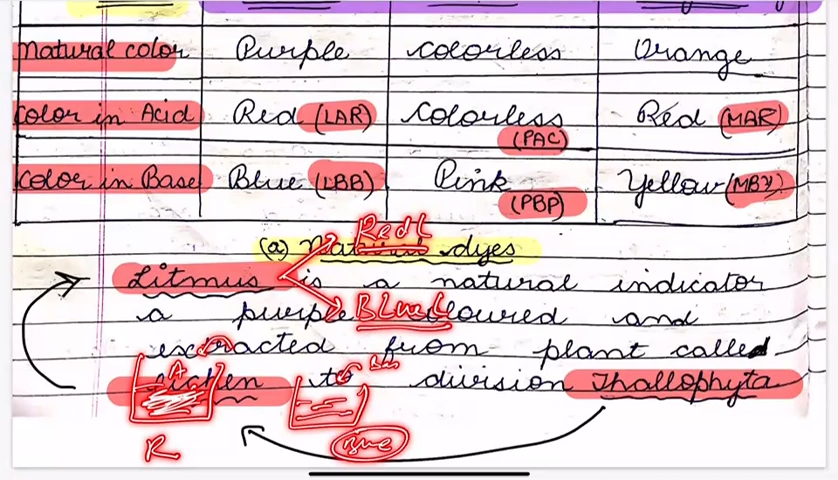 Natural color Purple colorless Orange
Color in Acid Red (LAR) Colorless (PAC) Red (MAR)
Color in Base Blue (LBB) Pink (PBP) Yellow (MBY)
Red L
(a) Natural dyes
Litmus is a natural indicator
a purple coloured and
BLue L
extracted from plant called
lichen to division Thallophyta
A
R
Blue